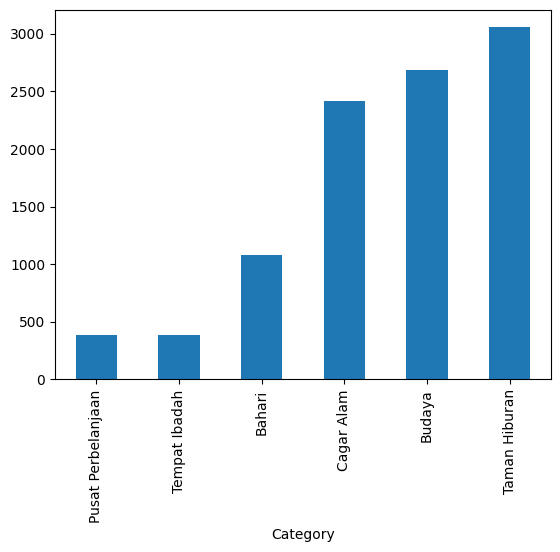 3000
2500
2000
1500
1000
500
0
Pusat Perbelanjaan
Tempat Ibadah
Bahari
Cagar Alam
Budaya
Taman Hiburan
Category